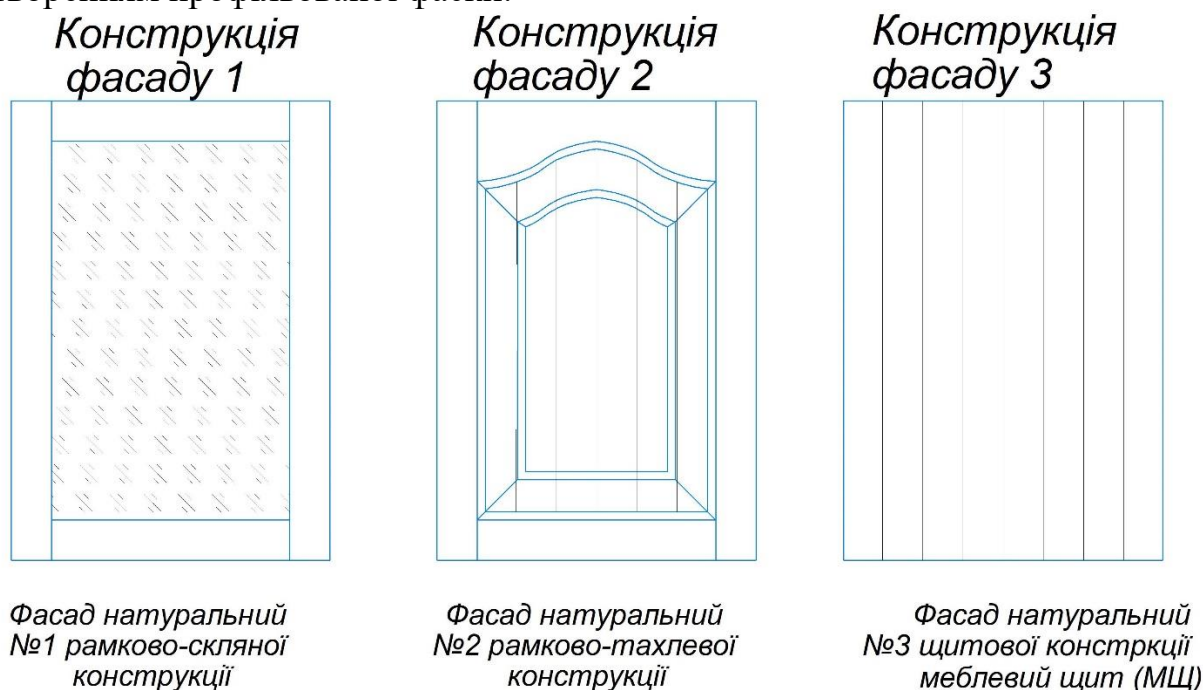 Конструкція
фасаду 1
Конструкція
фасаду 2
Конструкція
фасаду 3
Фасад натуральний
№1 рамково-скляної
конструкції
Фасад натуральний
№2 рамково-тахлевої
конструкції
Фасад натуральний
№3 щитової констркції
меблевий щит (МЩ)